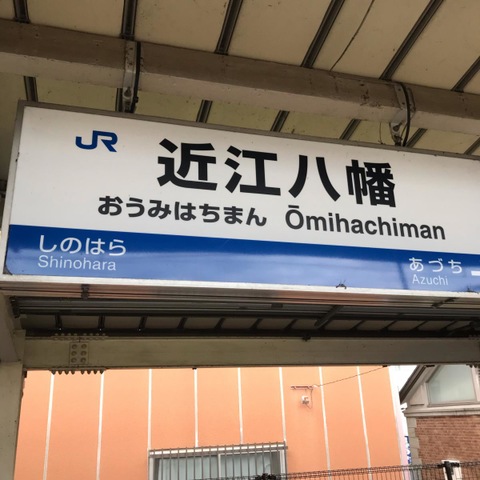 JR 近江八幡
おうみはちまん Ōmihachiman
しのはら
Shinohara
あづち
Azuchi